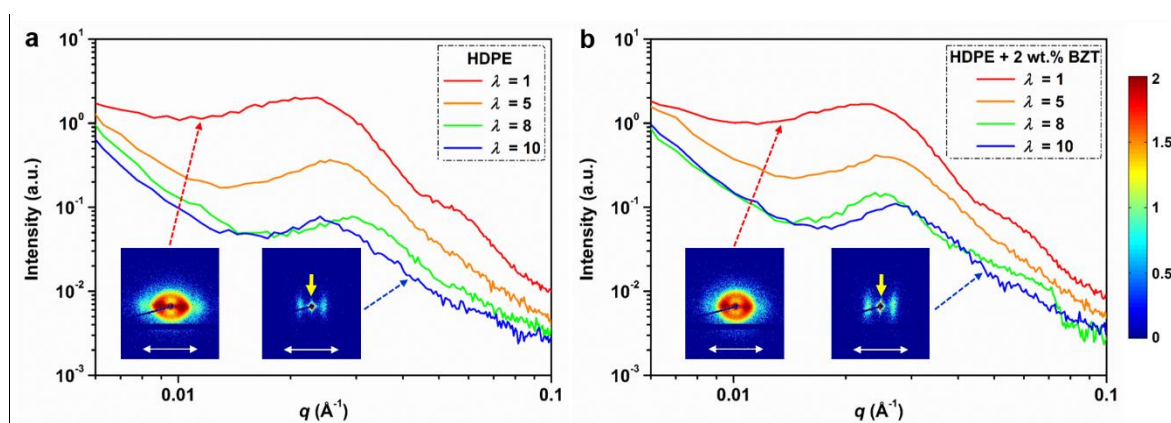 a
HDPE
λ = 1
λ = 5
λ = 8
λ = 10
10¹
10⁰
10⁻¹
10⁻²
10⁻³
Intensity (a.u.)
0.01
0.1
q (Å⁻¹)
b
HDPE + 2 wt.% BZT
λ = 1
λ = 5
λ = 8
λ = 10
10¹
10⁰
10⁻¹
10⁻²
10⁻³
Intensity (a.u.)
0.01
0.1
q (Å⁻¹)
2
1.5
1
0.5
0